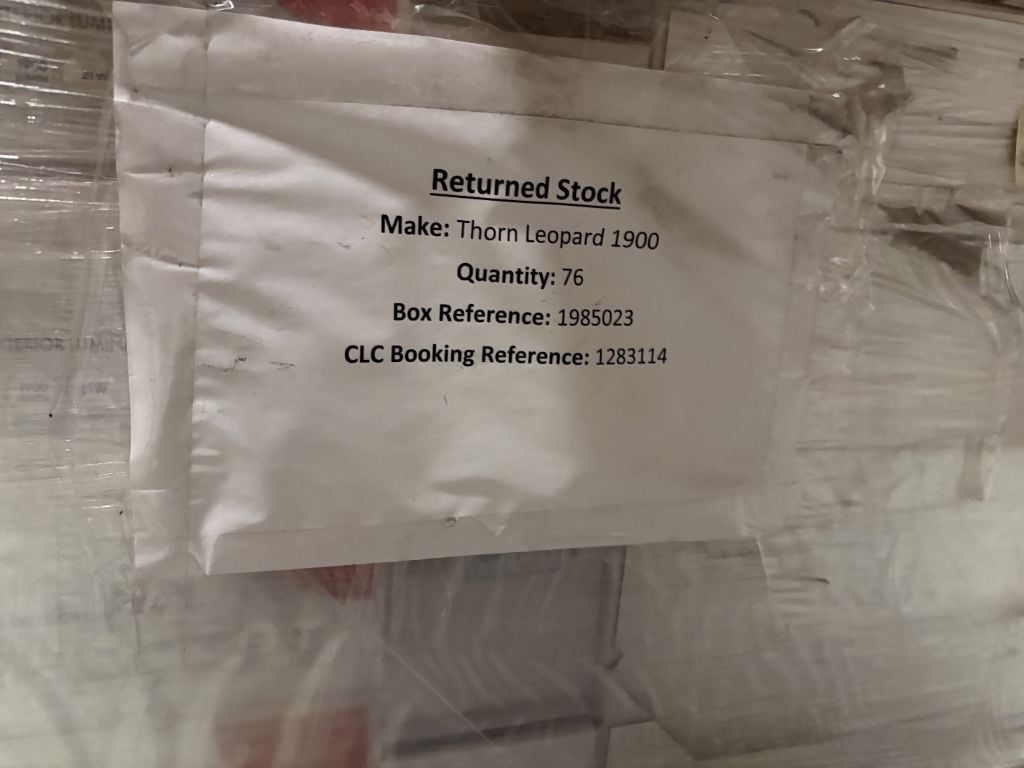 Returned Stock
Make: Thorn Leopard 1900
Quantity: 76
Box Reference: 1985023
CLC Booking Reference: 1283114